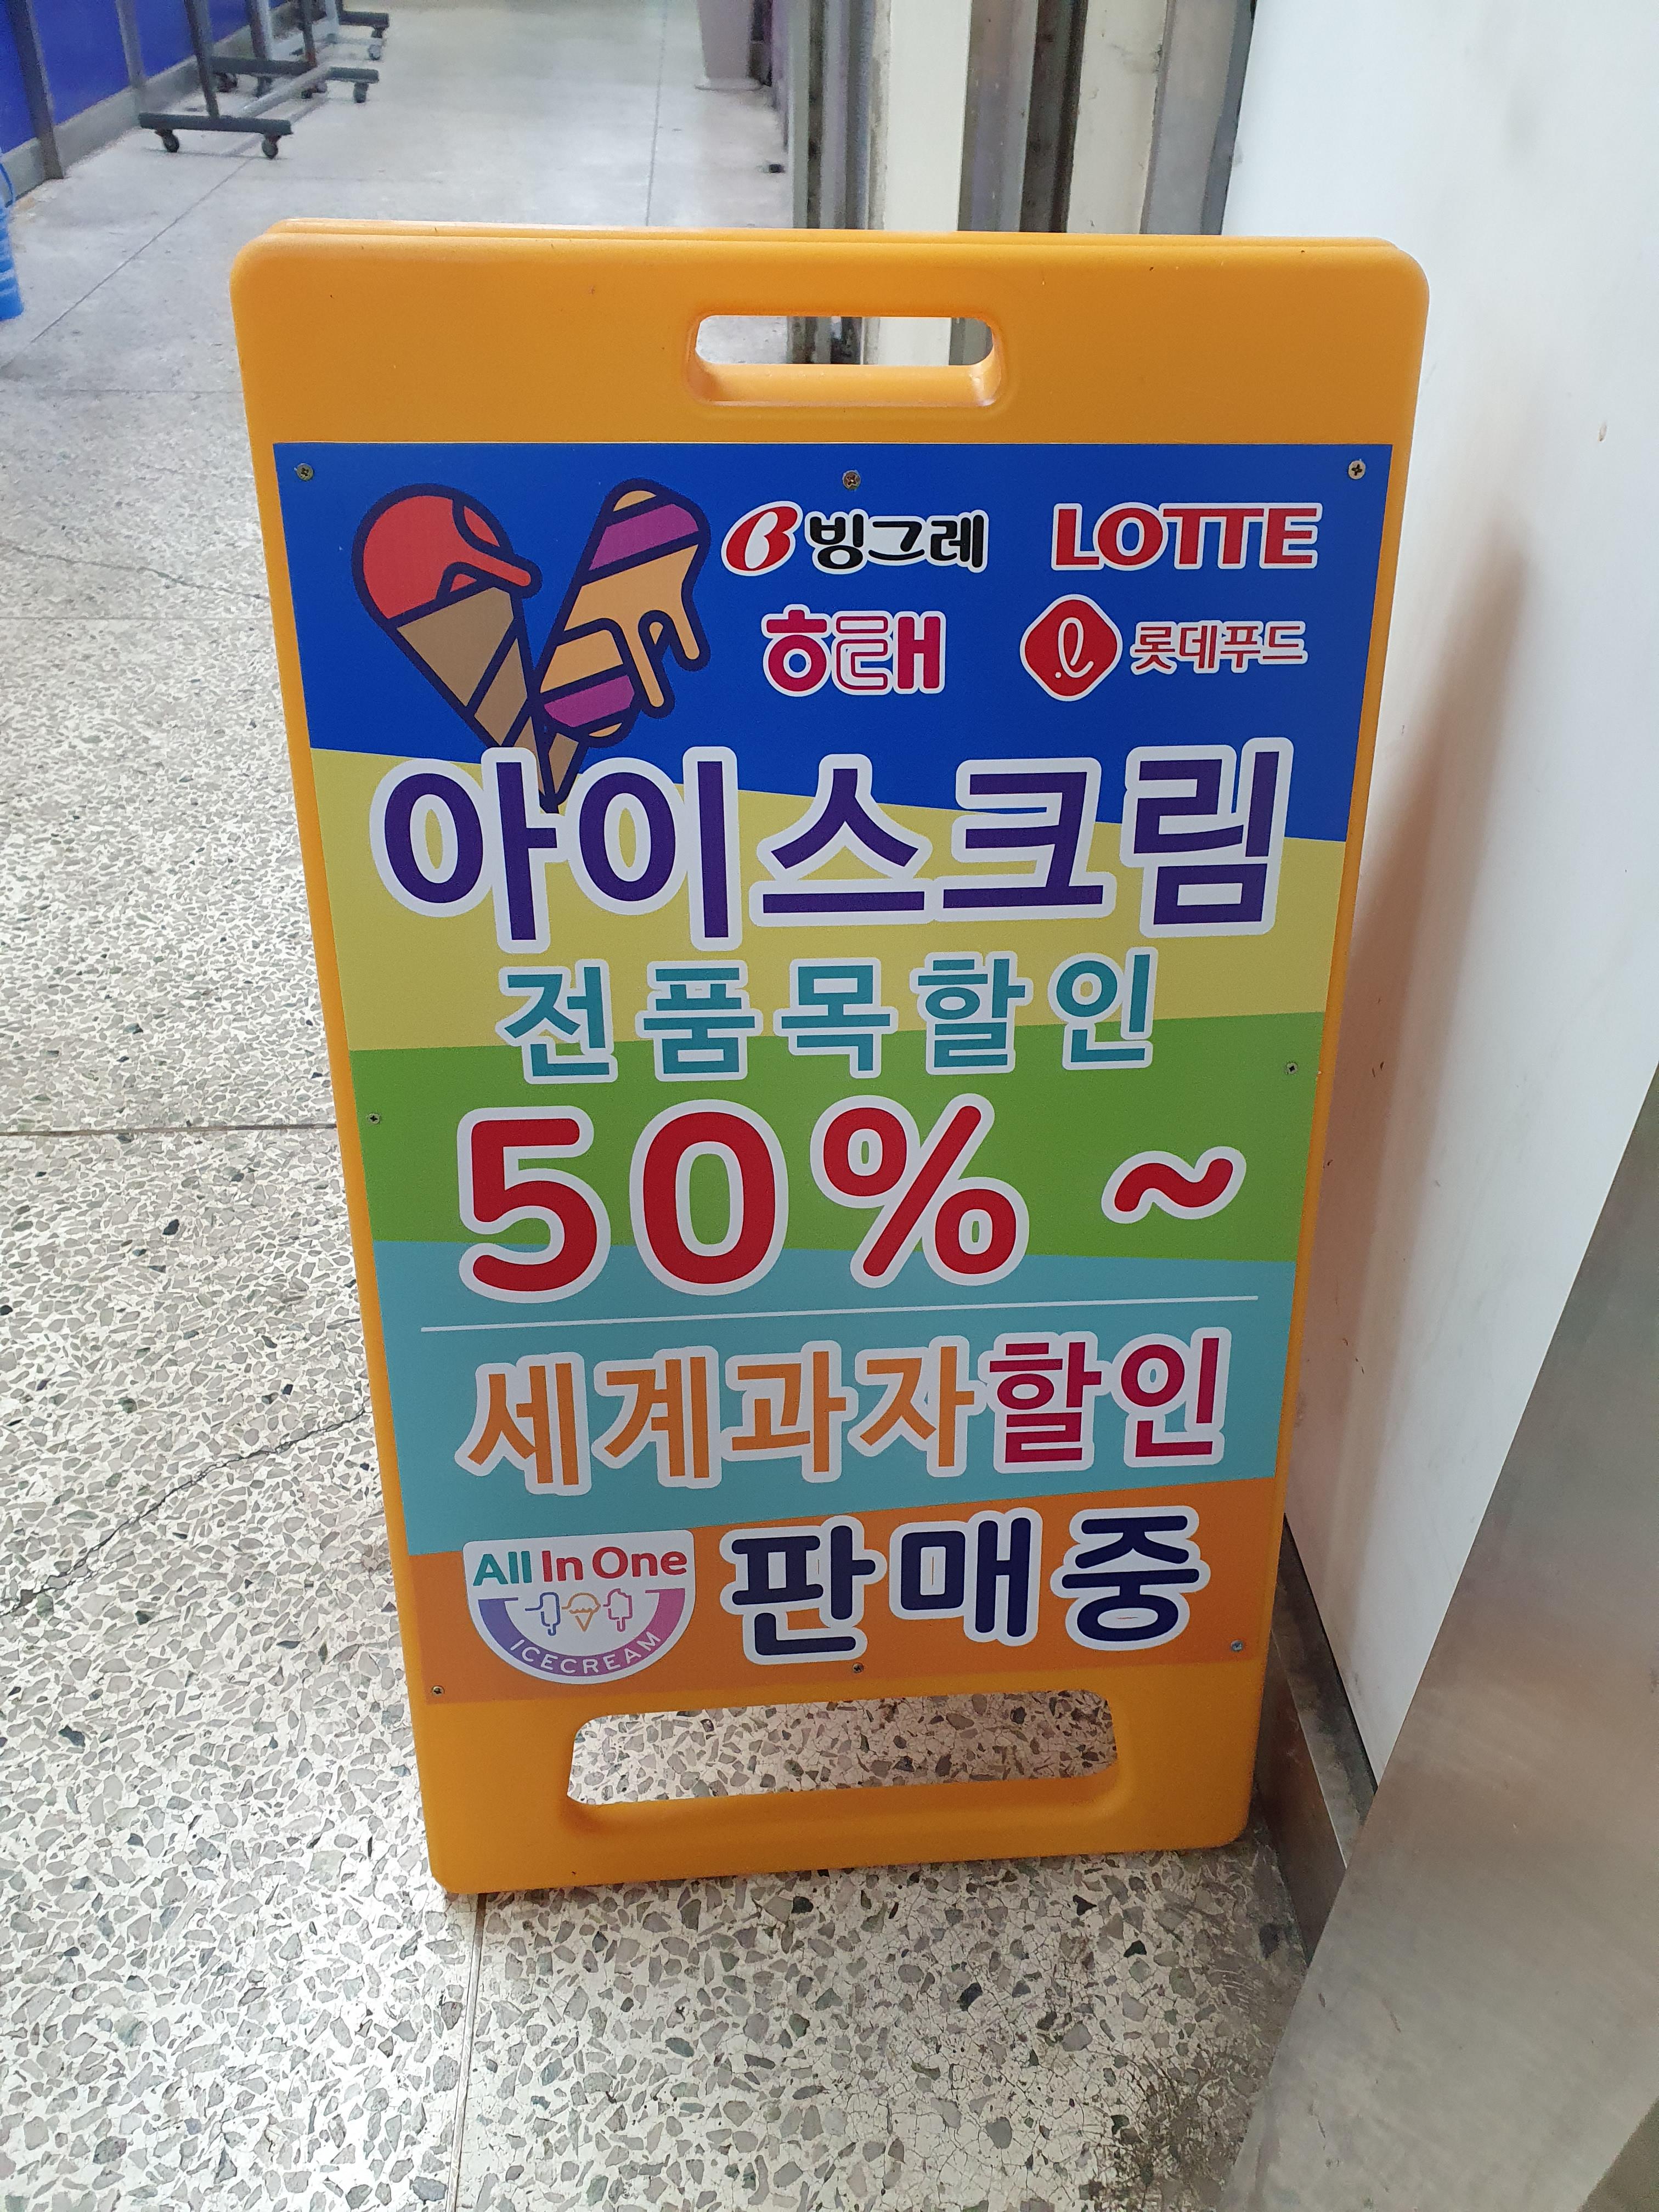 빙그레 LOTTE
해태 롯데푸드
아이스크림
전품목할인
50% ~
세계과자할인
All In One
ICECREAM
판매중